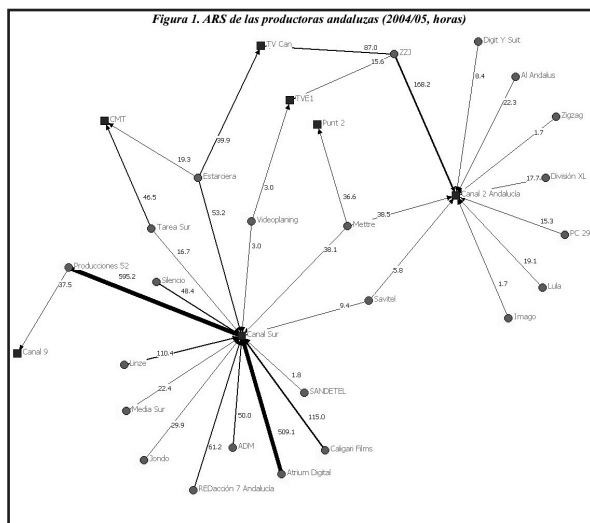 Figura 1. ARS de las productoras andaluzas (2004/05, horas)
TV Can
87.0
ZZJ
Digit Y Suit
15.6
8.4
Al Andalus
168.2
22.3
TVE1
CMT
Punt 2
Zigzag
39.9
1.7
19.3
Estarciera
17.7
División XL
46.5
3.0
36.6
Canal 2 Andalucía
53.2
Tarea Sur
Videoplaning
Mettre
38.5
15.3
PC 29
16.7
3.0
38.1
19.1
Producciones 52
595.2
5.8
37.5
Silencio
48.4
1.7
Lula
9.4
Savitel
Imago
Canal Sur
Canal 9
110.4
Linze
1.8
22.4
SANDETEL
Media Sur
29.9
50.0
115.0
61.2
509.1
ADM
Caligari Films
Jondo
Atrium Digital
REDacción 7 Andalucía